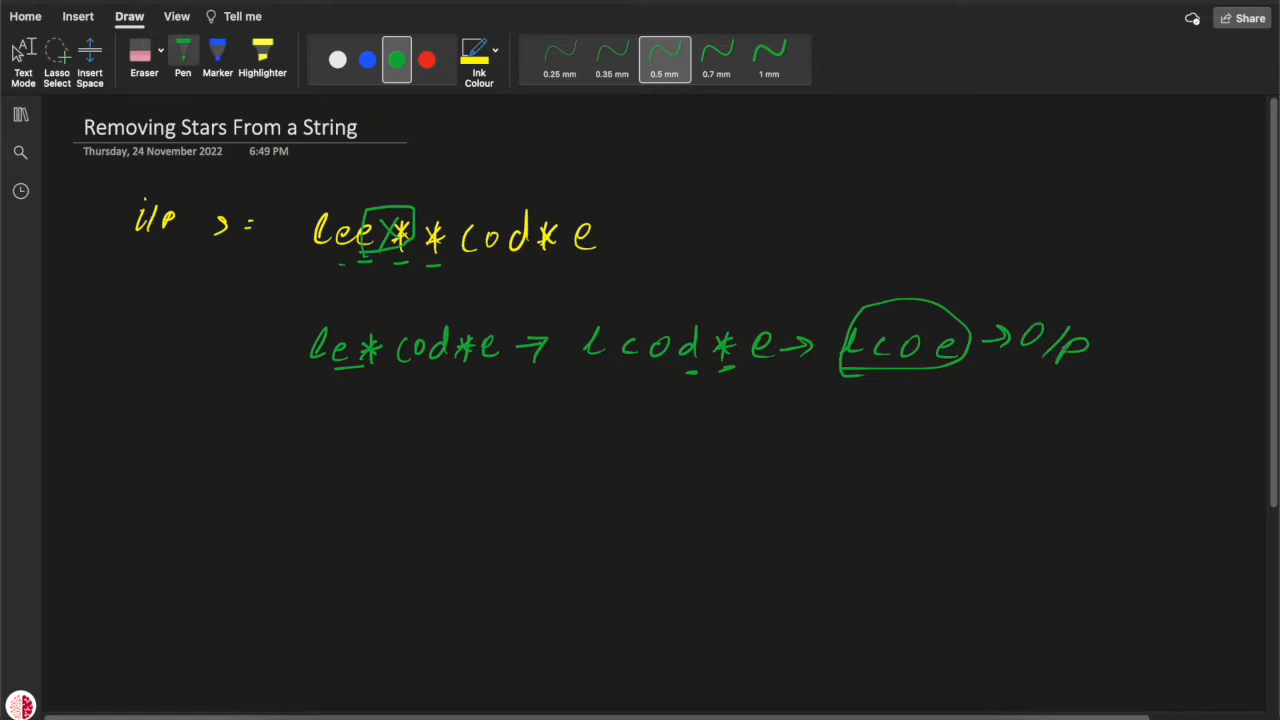 Home Insert Draw View Tell me Share
Text Mode Lasso Select Insert Space Eraser Pen Marker Highlighter Ink Colour 0.25 mm 0.35 mm 0.5 mm 0.7 mm 1 mm
Removing Stars From a String
Thursday, 24 November 2022 6:49 PM
i/p s = lee**cod*e
le*cod*e → lcod*e → lcoe → O/p